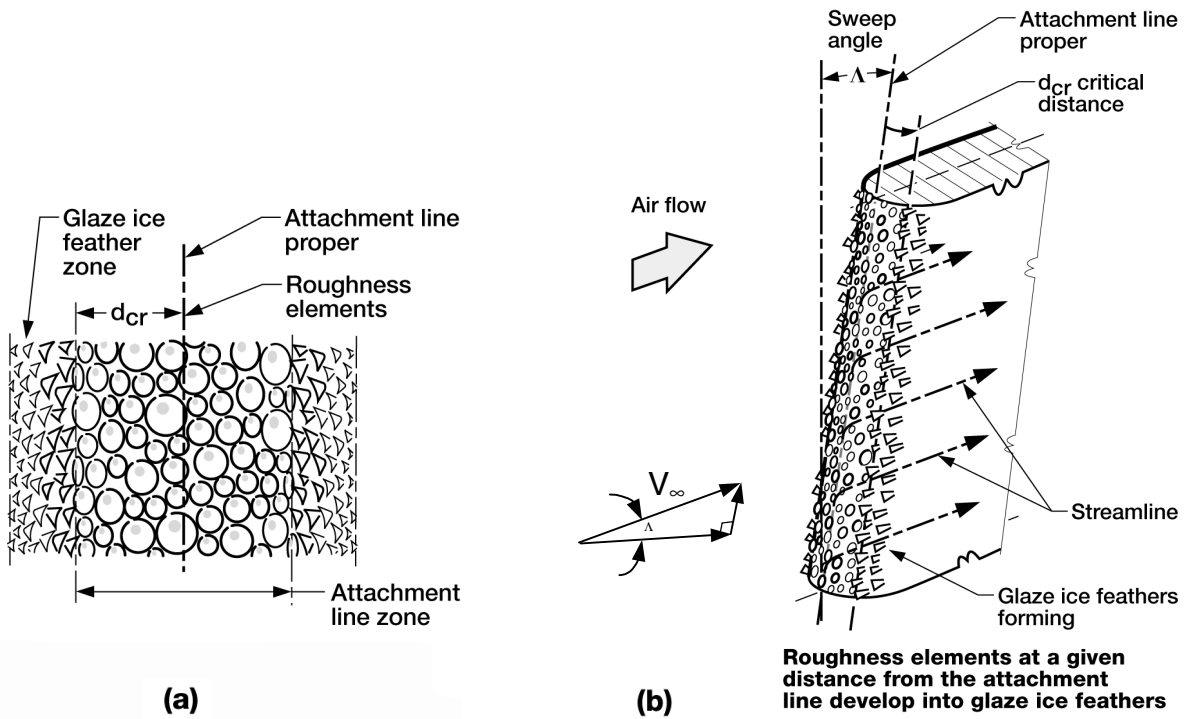 Glaze ice
feather
zone
Attachment line
proper
Roughness
elements
dcr
Attachment
line zone
(a)
Sweep
angle
Λ
Attachment line
proper
dcr critical
distance
Air flow
V∞
Λ
Streamline
Glaze ice feathers
forming
Roughness elements at a given
distance from the attachment
line develop into glaze ice feathers
(b)